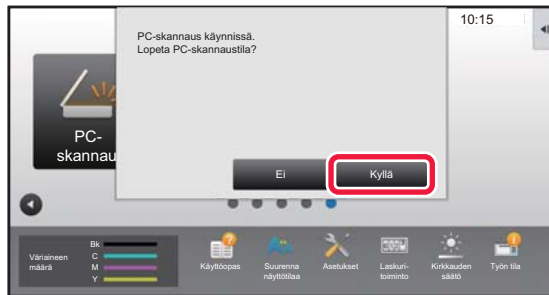 10:15
PC-skannaus käynnissä.
Lopeta PC-skannaustila?
PC-
skannau
Ei
Kyllä
Väriaineen
määrä
Bk
C
M
Y
Käyttöopas
Suurenna
näyttötilaa
Asetukset
Laskuri-
toiminto
Kirkkauden
säätö
Työn tila